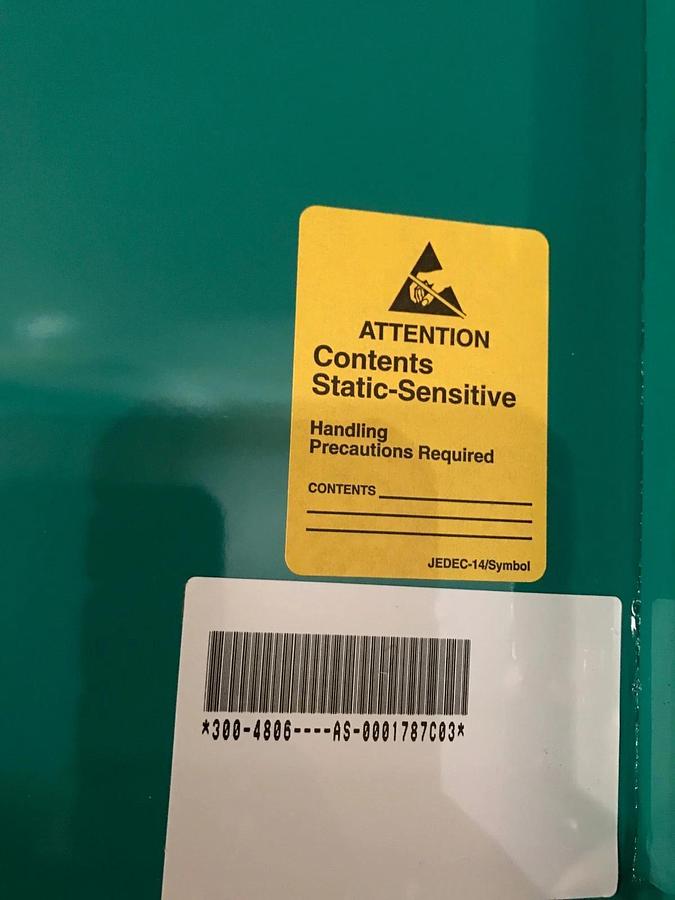 ATTENTION
Contents
Static-Sensitive
Handling
Precautions Required
CONTENTS
JEDEC-14/Symbol
*300-4806----AS-0001787C03*